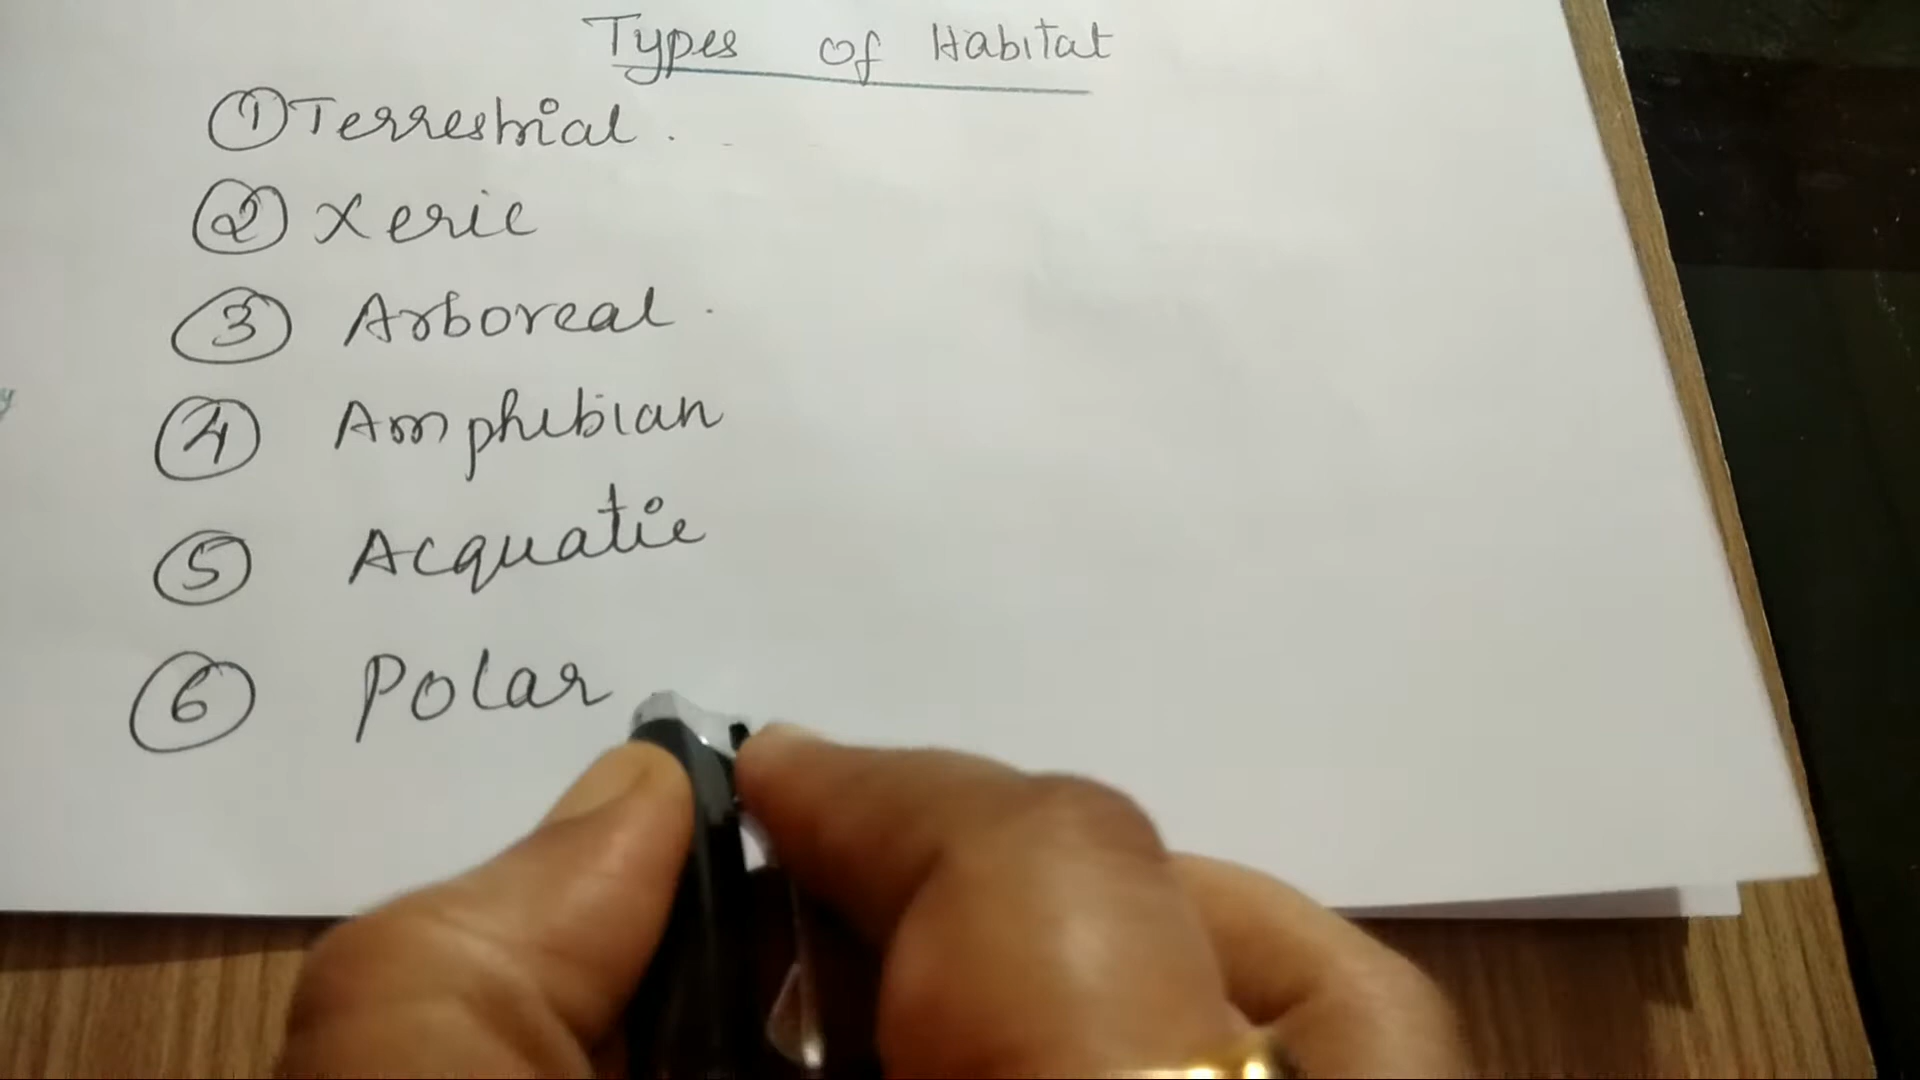 Types of Habitat
① Terrestrial.
② Xeric
③ Arboreal.
④ Amphibian
⑤ Acquatic
⑥ Polar